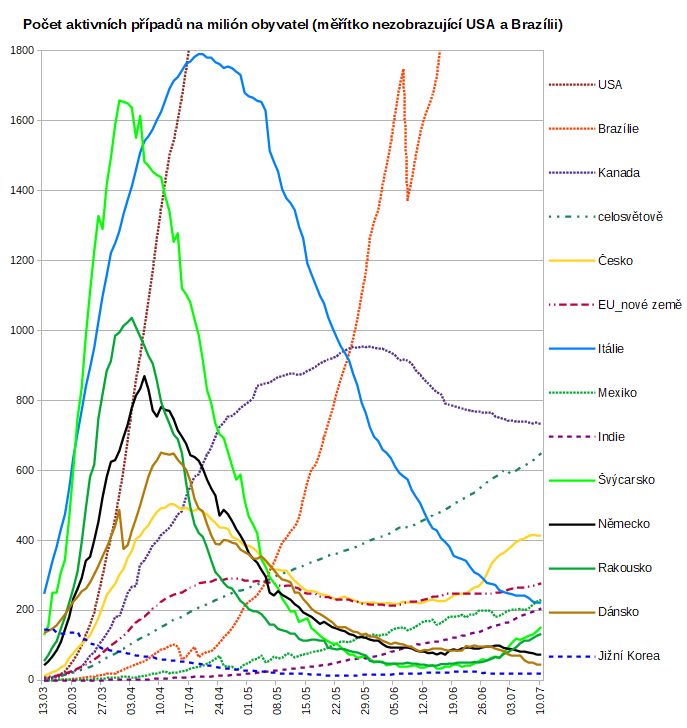 Počet aktivních případů na milión obyvatel (měřítko nezobrazující USA a Brazílii)
1800
1600
1400
1200
1000
800
600
400
200
0
13.03
20.03
27.03
03.04
10.04
17.04
24.04
01.05
08.05
15.05
22.05
29.05
05.06
12.06
19.06
26.06
03.07
10.07
USA
Brazílie
Kanada
celosvětově
Česko
EU_nové země
Itálie
Mexiko
Indie
Švýcarsko
Německo
Rakousko
Dánsko
Jižní Korea